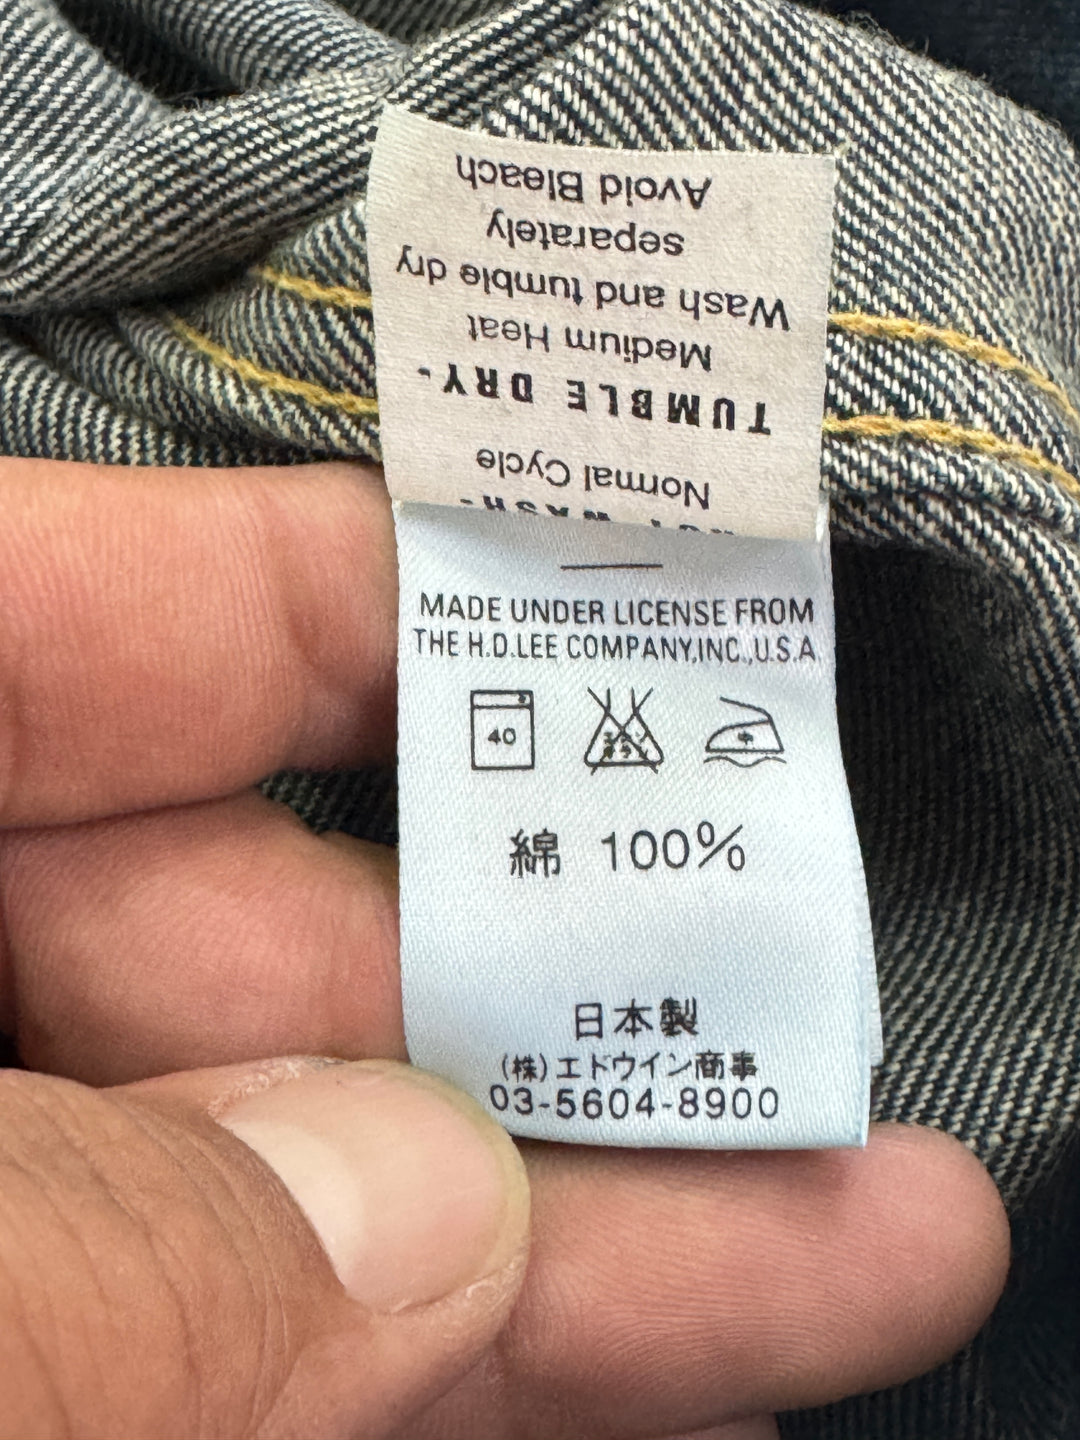 WASH-
Normal Cycle
TUMBLE DRY-
Medium Heat
Wash and tumble dry
separately
Avoid Bleach
MADE UNDER LICENSE FROM
THE H.D.LEE COMPANY,INC.,U.S.A
40
中
綿 100%
日本製
(株)エドウイン商事
03-5604-8900